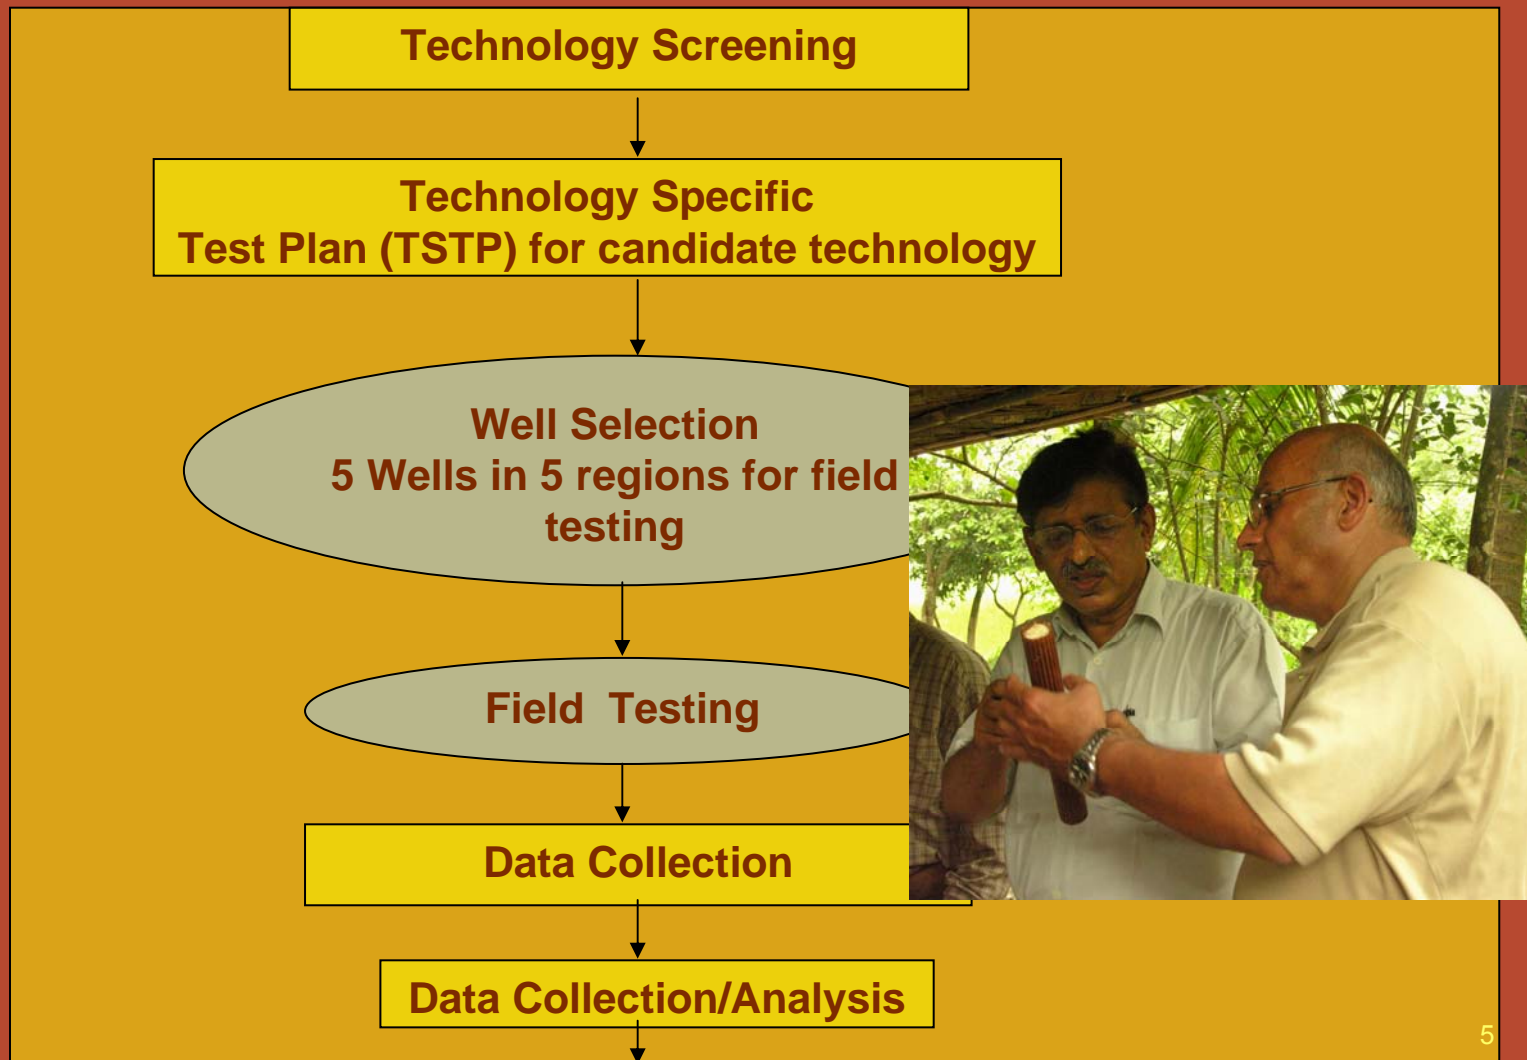 Technology Screening
Technology Specific
Test Plan (TSTP) for candidate technology
Well Selection
5 Wells in 5 regions for field
testing
Field Testing
Data Collection
Data Collection/Analysis
5